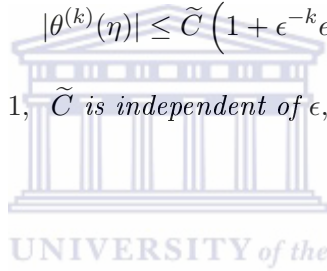 |θ^{(k)}(η)| ≤ C̃ (1 + ϵ^{-k}
1, C̃ is independent of ϵ,
UNIVERSITY of the